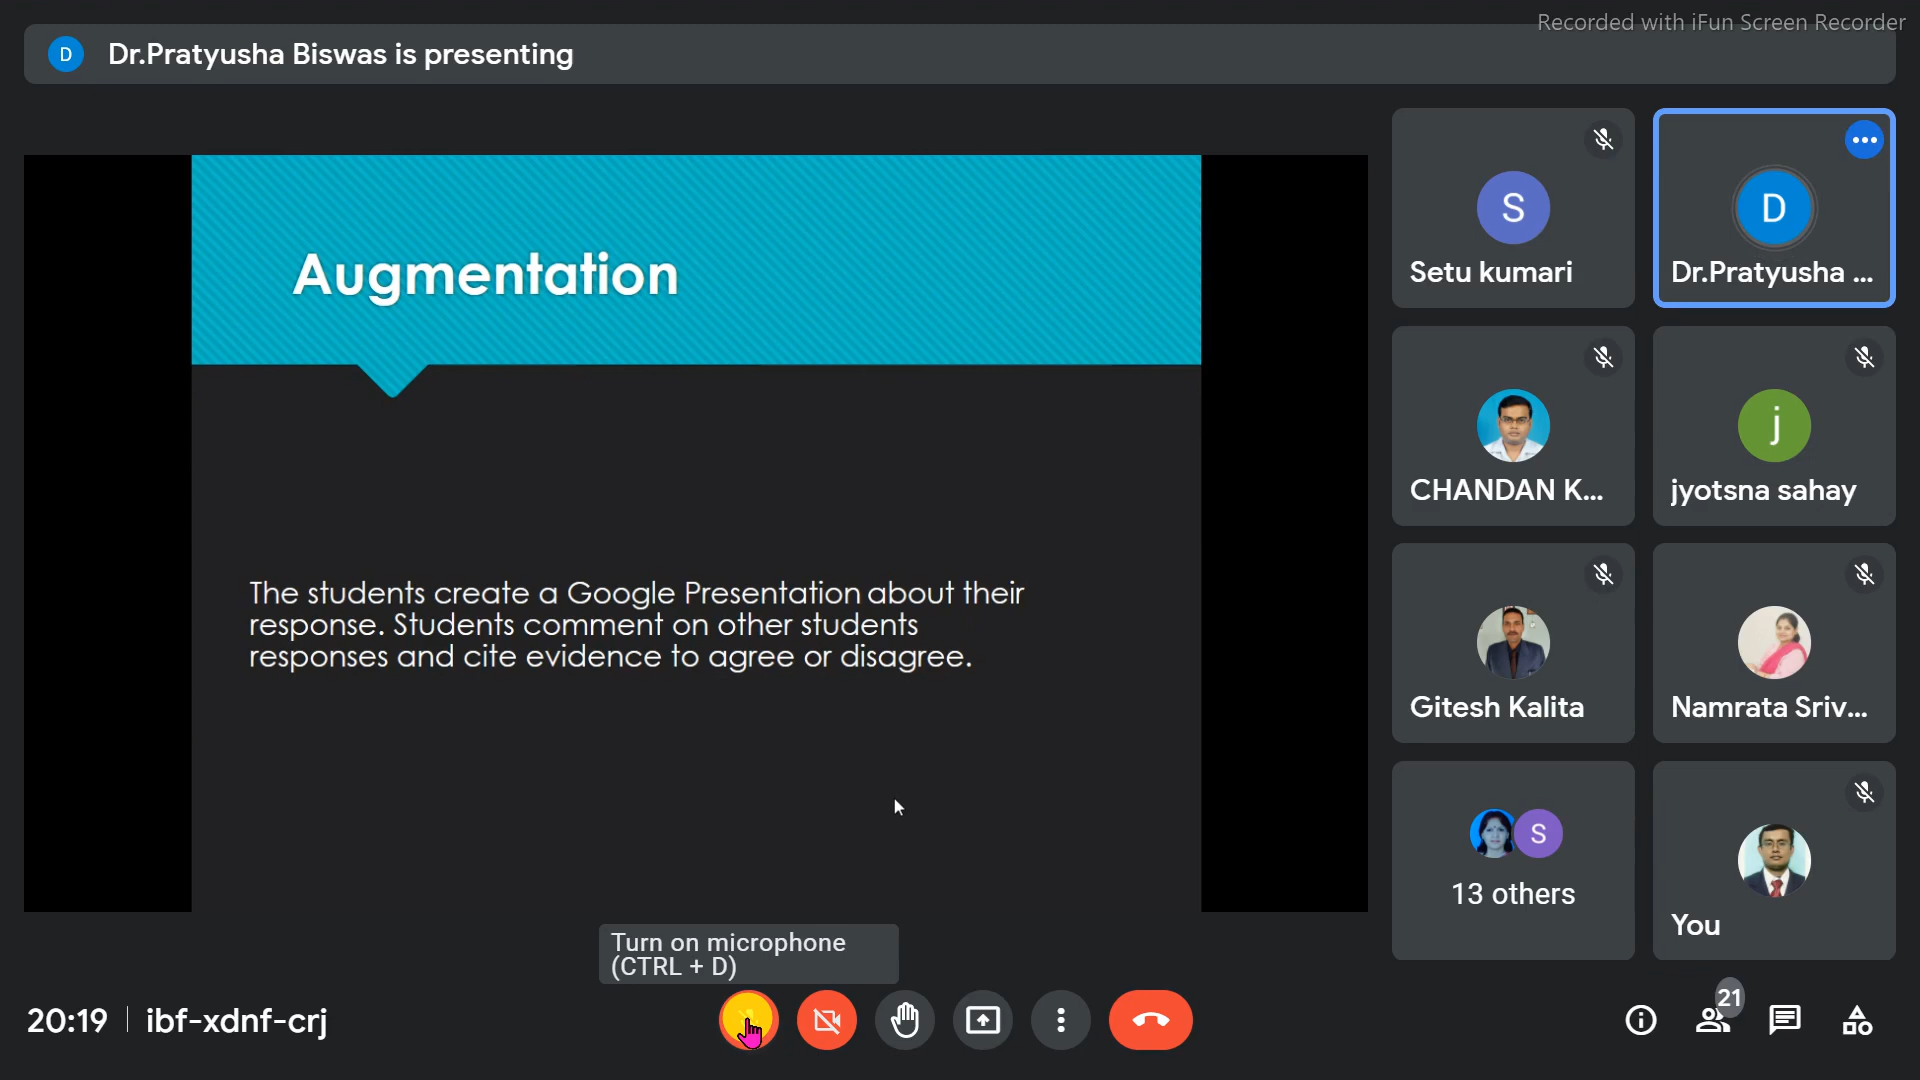 Recorded with iFun Screen Recorder
D Dr.Pratyusha Biswas is presenting
Augmentation
The students create a Google Presentation about their
response. Students comment on other students
responses and cite evidence to agree or disagree.
S
Setu kumari
D
Dr.Pratyusha ...
CHANDAN K...
j
jyotsna sahay
Gitesh Kalita
Namrata Sriv...
S
13 others
You
Turn on microphone
(CTRL + D)
20:19 ibf-xdnf-crj
21